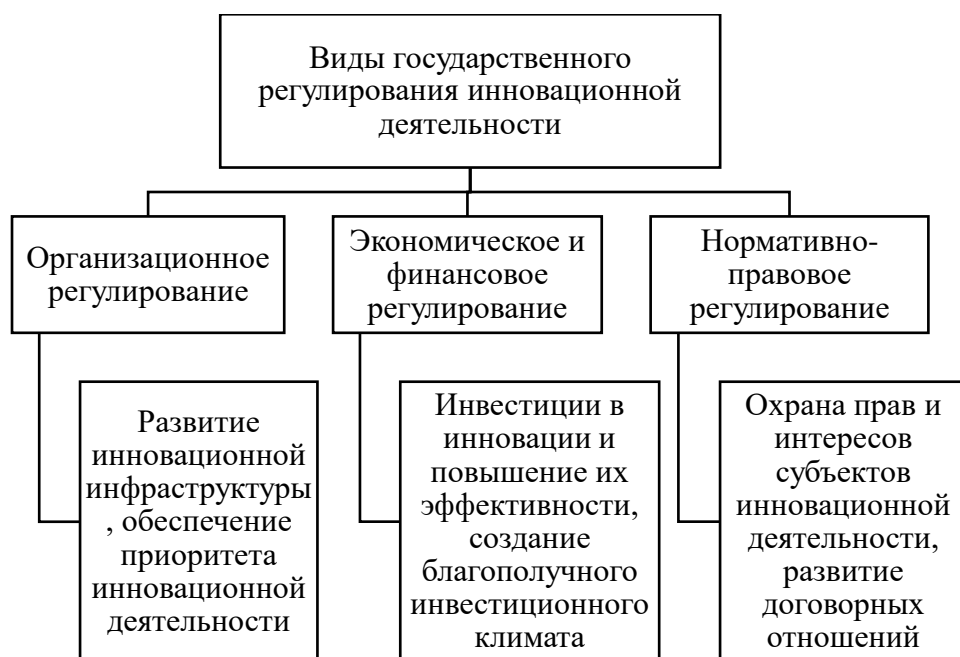 Виды государственного
регулирования инновационной
деятельности
Организационное
регулирование
Экономическое и
финансовое
регулирование
Нормативно-
правовое
регулирование
Развитие
инновационной
инфраструктуры
, обеспечение
приоритета
инновационной
деятельности
Инвестиции в
инновации и
повышение их
эффективности,
создание
благополучного
инвестиционного
климата
Охрана прав и
интересов
субъектов
инновационной
деятельности,
развитие
договорных
отношений